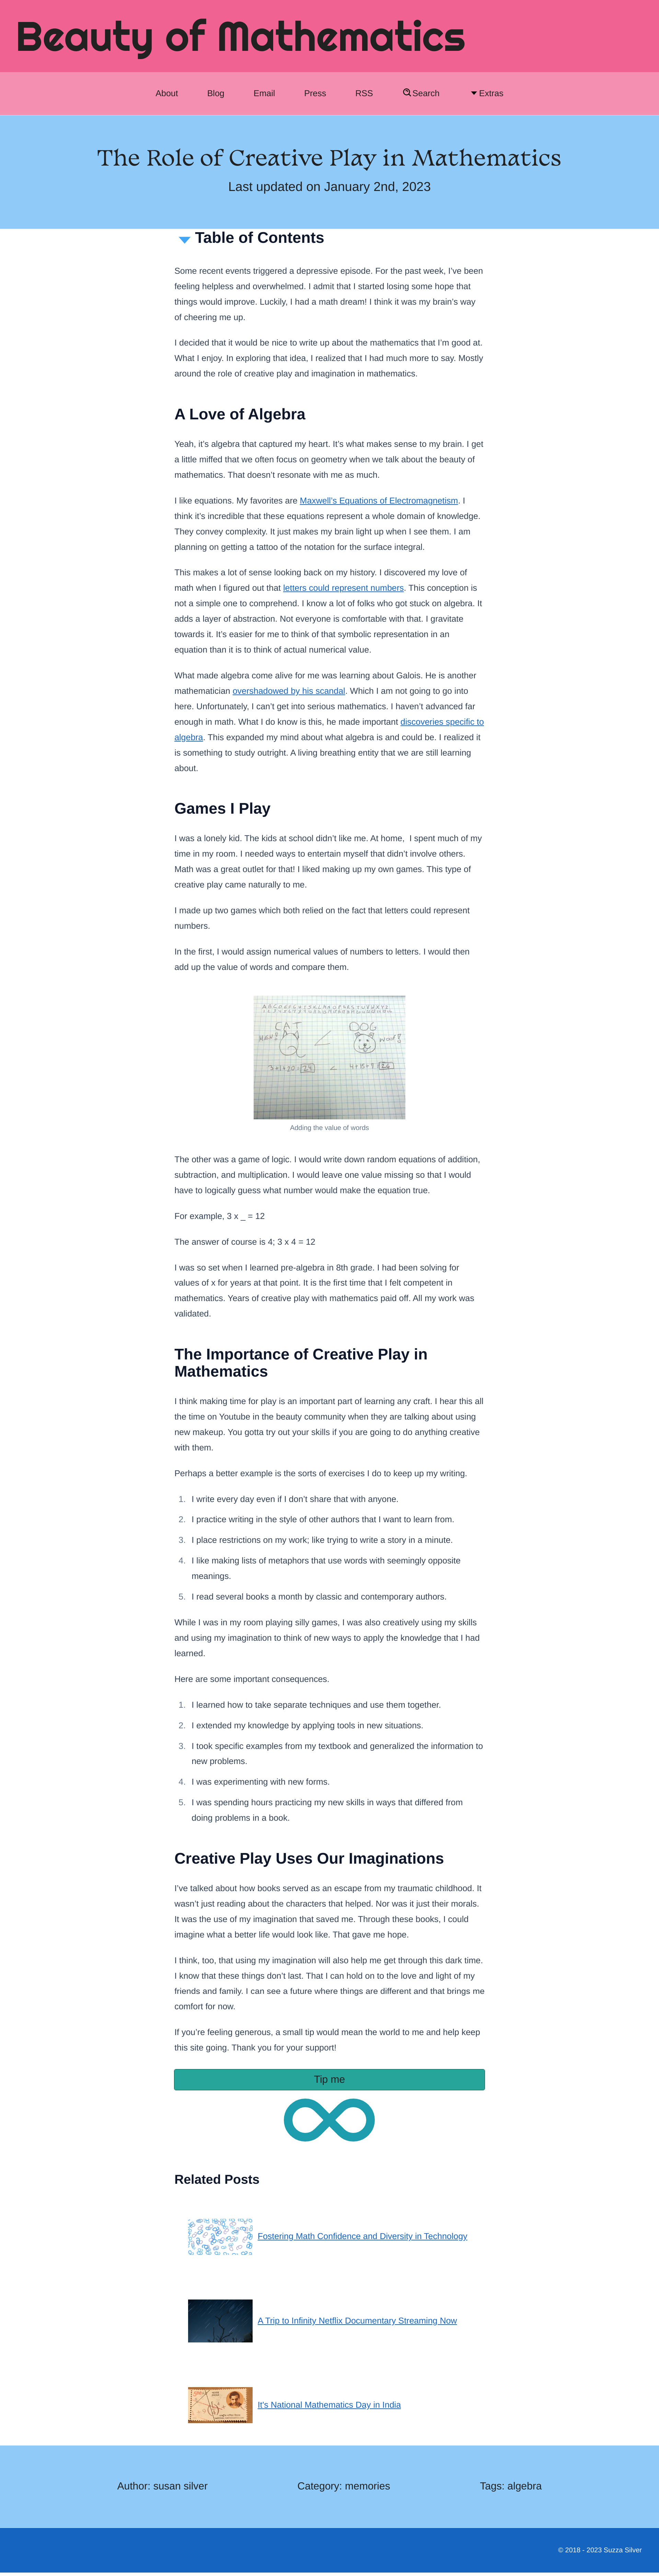 Beauty of Mathematics
About Blog Email Press RSS Search Extras
The Role of Creative Play in Mathematics
Last updated on January 2nd, 2023
Table of Contents
Some recent events triggered a depressive episode. For the past week, I've been
feeling helpless and overwhelmed. I admit that I started losing some hope that
things would improve. Luckily, I had a math dream! I think it was my brain's way
of cheering me up.
I decided that it would be nice to write up about the mathematics that I'm good at.
What I enjoy. In exploring that idea, I realized that I had much more to say. Mostly
around the role of creative play and imagination in mathematics.
A Love of Algebra
Yeah, it's algebra that captured my heart. It's what makes sense to my brain. I get
a little miffed that we often focus on geometry when we talk about the beauty of
mathematics. That doesn't resonate with me as much.
I like equations. My favorites are Maxwell's Equations of Electromagnetism. I
think it's incredible that these equations represent a whole domain of knowledge.
They convey complexity. It just makes my brain light up when I see them. I am
planning on getting a tattoo of the notation for the surface integral.
This makes a lot of sense looking back on my history. I discovered my love of
math when I figured out that letters could represent numbers. This conception is
not a simple one to comprehend. I know a lot of folks who got stuck on algebra. It
adds a layer of abstraction. Not everyone is comfortable with that. I gravitate
towards it. It's easier for me to think of that symbolic representation in an
equation than it is to think of actual numerical value.
What made algebra come alive for me was learning about Galois. He is another
mathematician overshadowed by his scandal. Which I am not going to go into
here. Unfortunately, I can't get into serious mathematics. I haven't advanced far
enough in math. What I do know is this, he made important discoveries specific to
algebra. This expanded my mind about what algebra is and could be. I realized it
is something to study outright. A living breathing entity that we are still learning
about.
Games I Play
I was a lonely kid. The kids at school didn't like me. At home,  I spent much of my
time in my room. I needed ways to entertain myself that didn't involve others.
Math was a great outlet for that! I liked making up my own games. This type of
creative play came naturally to me.
I made up two games which both relied on the fact that letters could represent
numbers.
In the first, I would assign numerical values of numbers to letters. I would then
add up the value of words and compare them.
CAT < DOG
Adding the value of words
The other was a game of logic. I would write down random equations of addition,
subtraction, and multiplication. I would leave one value missing so that I would
have to logically guess what number would make the equation true.
For example, 3 x _ = 12
The answer of course is 4; 3 x 4 = 12
I was so set when I learned pre-algebra in 8th grade. I had been solving for
values of x for years at that point. It is the first time that I felt competent in
mathematics. Years of creative play with mathematics paid off. All my work was
validated.
The Importance of Creative Play in
Mathematics
I think making time for play is an important part of learning any craft. I hear this all
the time on Youtube in the beauty community when they are talking about using
new makeup. You gotta try out your skills if you are going to do anything creative
with them.
Perhaps a better example is the sorts of exercises I do to keep up my writing.
1. I write every day even if I don't share that with anyone.
2. I practice writing in the style of other authors that I want to learn from.
3. I place restrictions on my work; like trying to write a story in a minute.
4. I like making lists of metaphors that use words with seemingly opposite
meanings.
5. I read several books a month by classic and contemporary authors.
While I was in my room playing silly games, I was also creatively using my skills
and using my imagination to think of new ways to apply the knowledge that I had
learned.
Here are some important consequences.
1. I learned how to take separate techniques and use them together.
2. I extended my knowledge by applying tools in new situations.
3. I took specific examples from my textbook and generalized the information to
new problems.
4. I was experimenting with new forms.
5. I was spending hours practicing my new skills in ways that differed from
doing problems in a book.
Creative Play Uses Our Imaginations
I've talked about how books served as an escape from my traumatic childhood. It
wasn't just reading about the characters that helped. Nor was it just their morals.
It was the use of my imagination that saved me. Through these books, I could
imagine what a better life would look like. That gave me hope.
I think, too, that using my imagination will also help me get through this dark time.
I know that these things don't last. That I can hold on to the love and light of my
friends and family. I can see a future where things are different and that brings me
comfort for now.
If you're feeling generous, a small tip would mean the world to me and help keep
this site going. Thank you for your support!
Tip me
Related Posts
Fostering Math Confidence and Diversity in Technology
A Trip to Infinity Netflix Documentary Streaming Now
It's National Mathematics Day in India
Author: susan silver Category: memories Tags: algebra
© 2018 - 2023 Suzza Silver